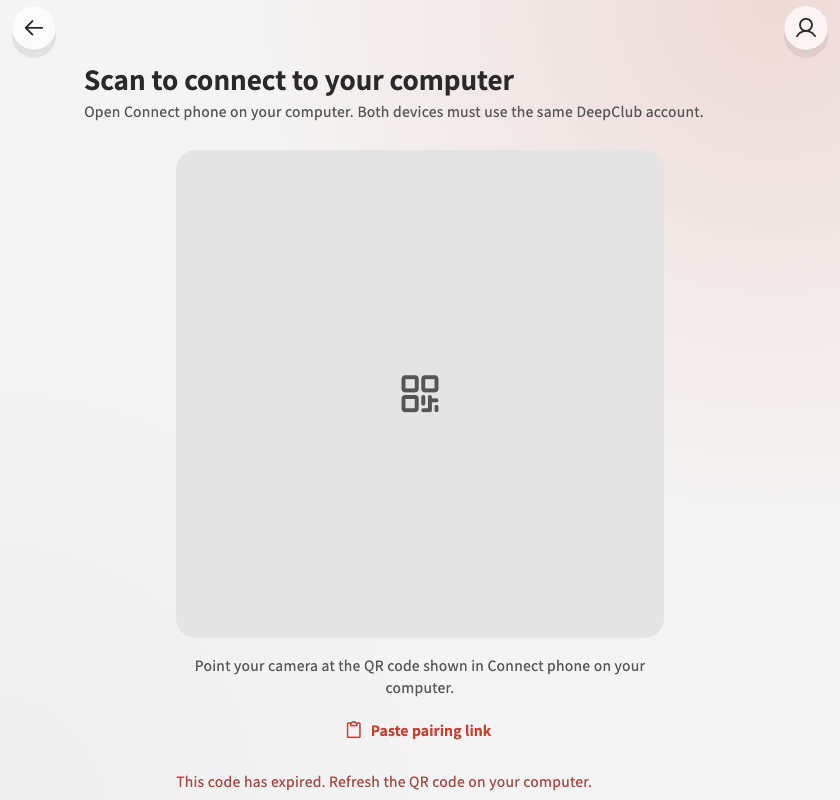 Scan to connect to your computer
Open Connect phone on your computer. Both devices must use the same DeepClub account.
Point your camera at the QR code shown in Connect phone on your
computer.
Paste pairing link
This code has expired. Refresh the QR code on your computer.